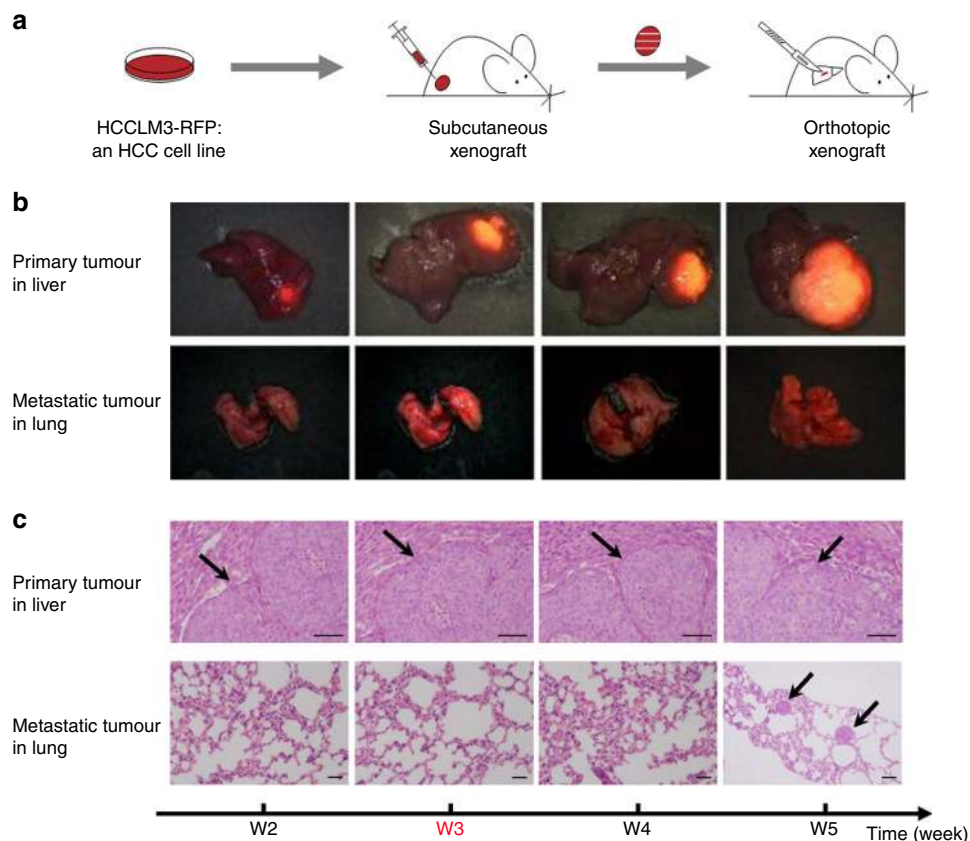 a
HCCLM3-RFP:
an HCC cell line
Subcutaneous
xenograft
Orthotopic
xenograft
b
Primary tumour
in liver
Metastatic tumour
in lung
c
Primary tumour
in liver
Metastatic tumour
in lung
W2
W3
W4
W5
Time (week)